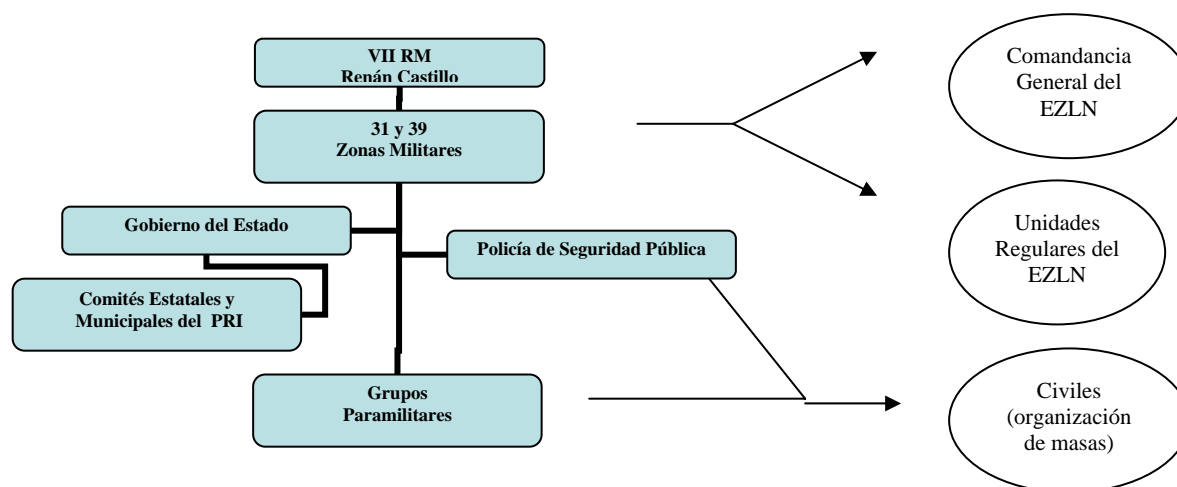 VII RM
Renán Castillo
31 y 39
Zonas Militares
Gobierno del Estado
Policía de Seguridad Pública
Comités Estatales y
Municipales del PRI
Grupos
Paramilitares
Comandancia
General del
EZLN
Unidades
Regulares del
EZLN
Civiles
(organización
de masas)